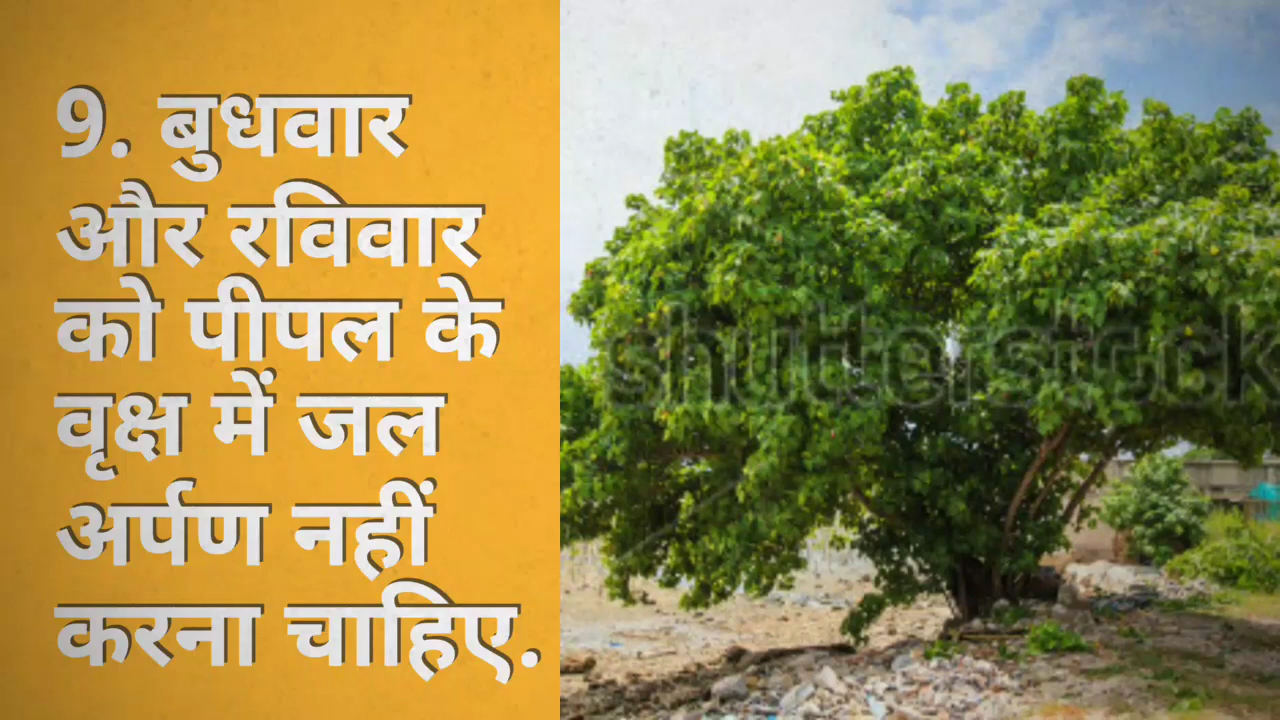 9. बुधवार
और रविवार
को पीपल के
वृक्ष में जल
अर्पण नहीं
करना चाहिए.
shutterstock